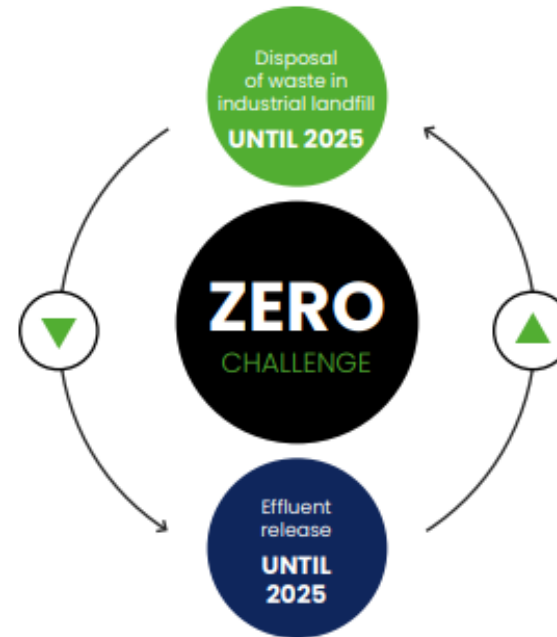 Disposal
of waste in
industrial landfill
UNTIL 2025
ZERO
CHALLENGE
Effluent
release
UNTIL
2025